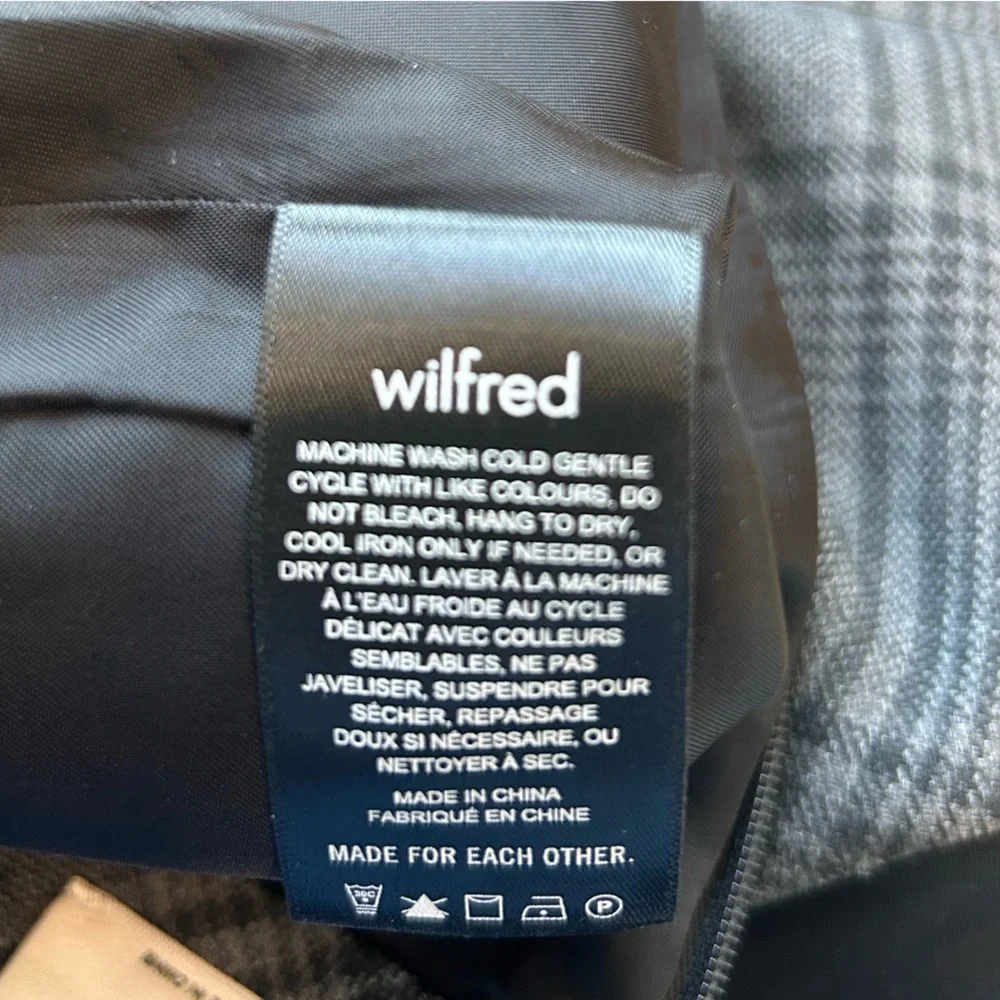 wilfred
MACHINE WASH COLD GENTLE
CYCLE WITH LIKE COLOURS, DO
NOT BLEACH, HANG TO DRY,
COOL IRON ONLY IF NEEDED, OR
DRY CLEAN. LAVER À LA MACHINE
À L'EAU FROIDE AU CYCLE
DÉLICAT AVEC COULEURS
SEMBLABLES, NE PAS
JAVELISER, SUSPENDRE POUR
SÉCHER, REPASSAGE
DOUX SI NÉCESSAIRE, OU
NETTOYER À SEC.
MADE IN CHINA
FABRIQUÉ EN CHINE
MADE FOR EACH OTHER.
30C P